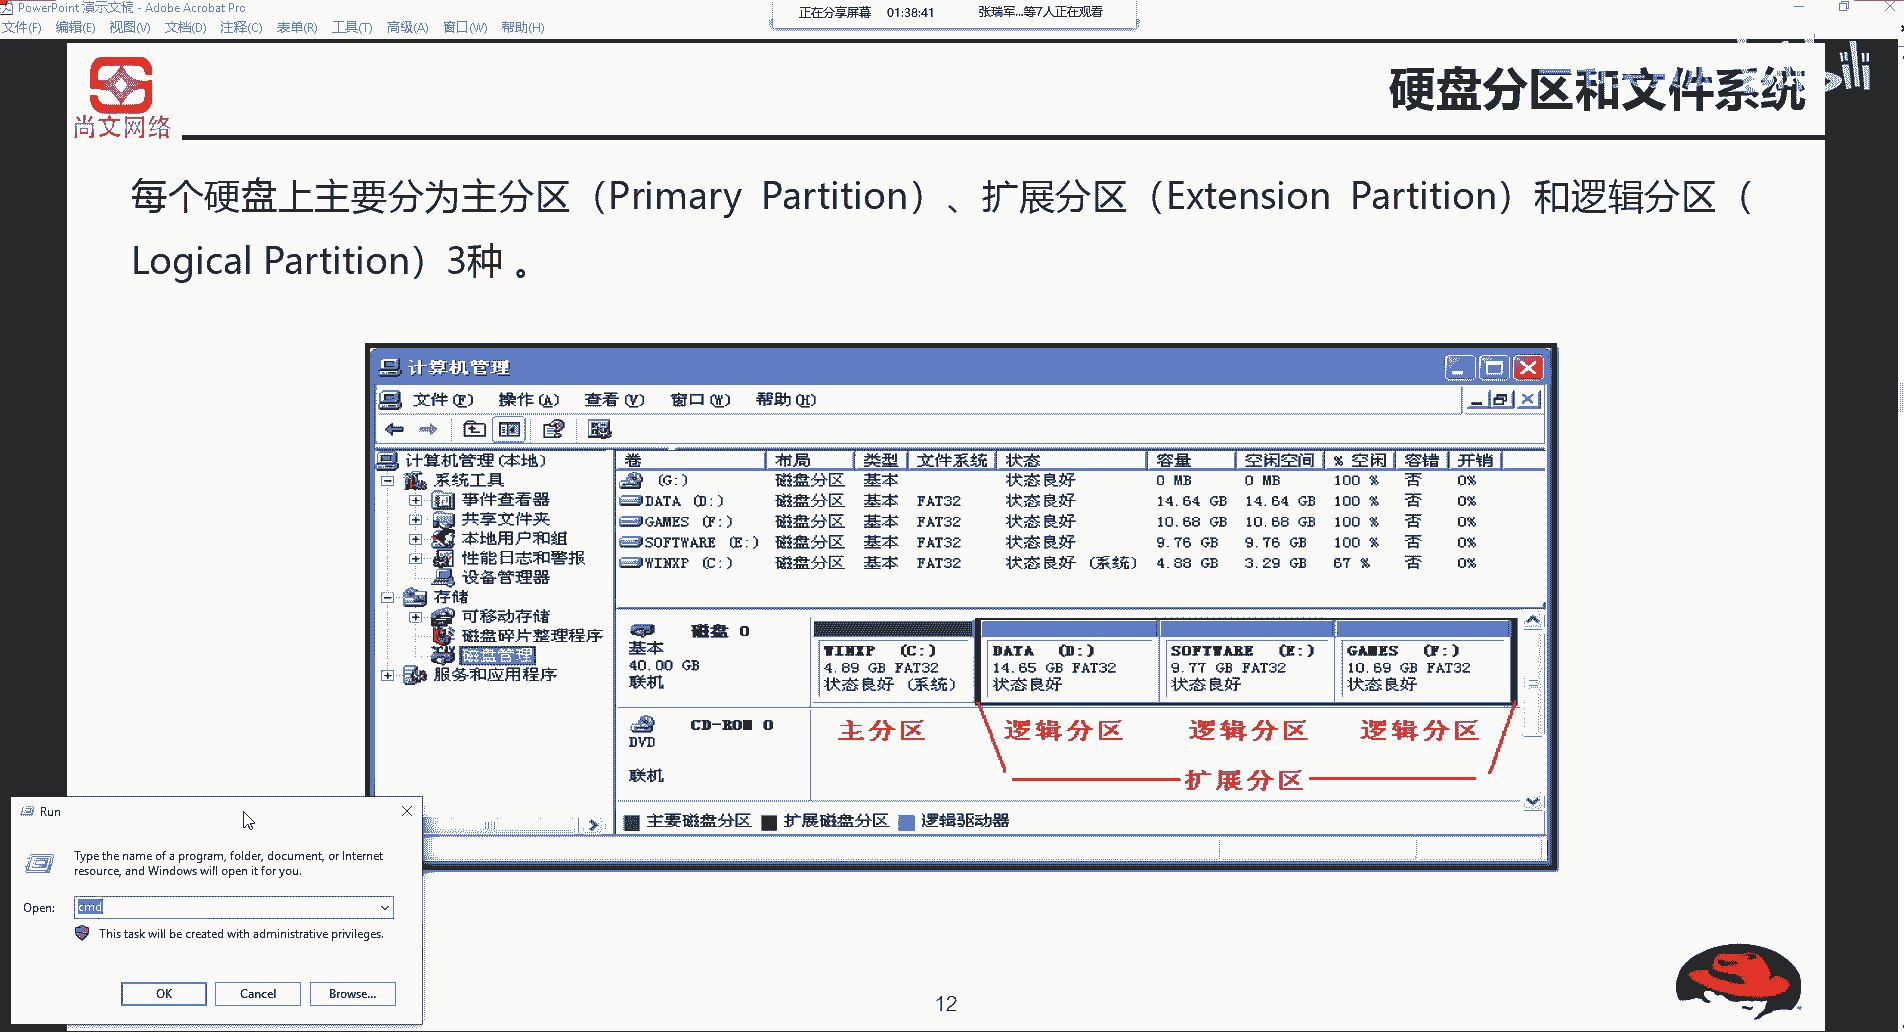 PowerPoint 演示文稿 - Adobe Acrobat Pro
正在分享屏幕 01:38:41 张瑞军...等7人正在观看
文件(F) 编辑(E) 视图(V) 文档(D) 注释(C) 表单(R) 工具(T) 高级(A) 窗口(W) 帮助(H)
尚文网络
硬盘分区和文件系统
每个硬盘上主要分为主分区（Primary Partition）、扩展分区（Extension Partition）和逻辑分区（
Logical Partition）3种 。
计算机管理
文件(F) 操作(A) 查看(V) 窗口(W) 帮助(H)
计算机管理(本地)
系统工具
事件查看器
共享文件夹
本地用户和组
性能日志和警报
设备管理器
存储
可移动存储
磁盘碎片整理程序
磁盘管理
服务和应用程序
卷 布局 类型 文件系统 状态 容量 空闲空间 % 空闲 容错 开销
(G:) 磁盘分区 基本 状态良好 0 MB 0 MB 100 % 否 0%
DATA (D:) 磁盘分区 基本 FAT32 状态良好 14.64 GB 14.64 GB 100 % 否 0%
GAMES (F:) 磁盘分区 基本 FAT32 状态良好 10.68 GB 10.68 GB 100 % 否 0%
SOFTWARE (E:) 磁盘分区 基本 FAT32 状态良好 9.76 GB 9.76 GB 100 % 否 0%
WINXP (C:) 磁盘分区 基本 FAT32 状态良好 (系统) 4.88 GB 3.29 GB 67 % 否 0%
磁盘 0
基本
40.00 GB
联机
WINXP (C:)
4.89 GB FAT32
状态良好 (系统)
DATA (D:)
14.65 GB FAT32
状态良好
SOFTWARE (E:)
9.77 GB FAT32
状态良好
GAMES (F:)
10.69 GB FAT32
状态良好
CD-ROM 0
DVD
联机
主分区 逻辑分区 逻辑分区 逻辑分区
扩展分区
主要磁盘分区 扩展磁盘分区 逻辑驱动器
Run
Type the name of a program, folder, document, or Internet
resource, and Windows will open it for you.
Open: cmd
This task will be created with administrative privileges.
OK Cancel Browse...
12